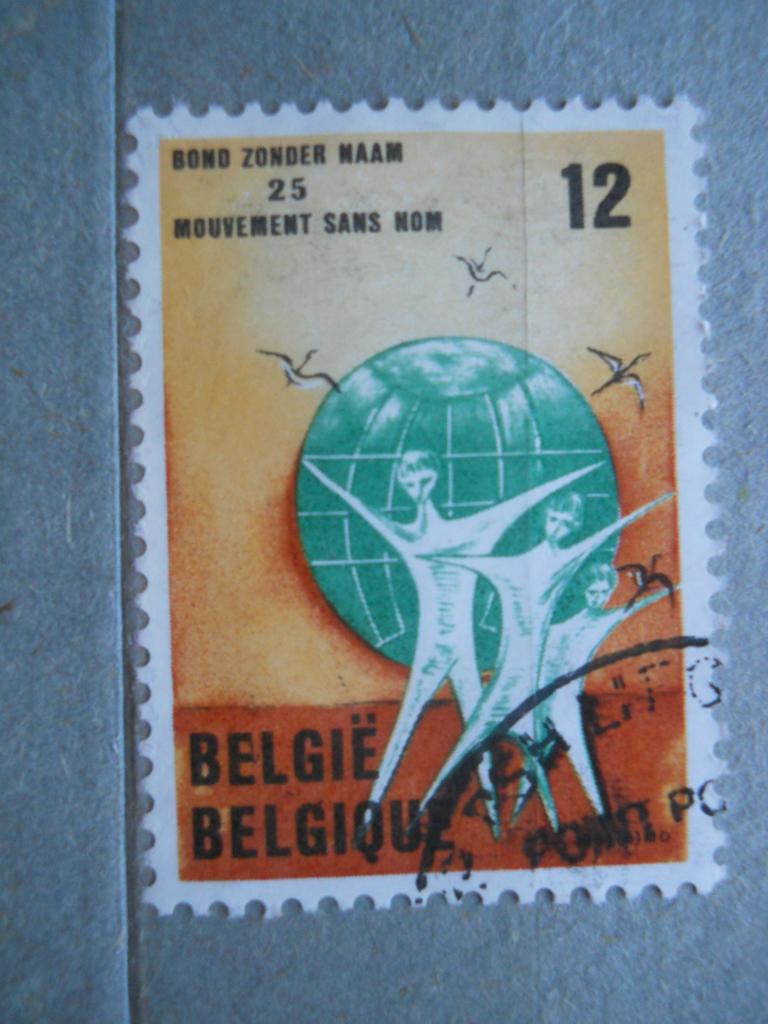 BOND ZONDER NAAM
25
MOUVEMENT SANS NOM
12
BELGIË
BELGIQUE